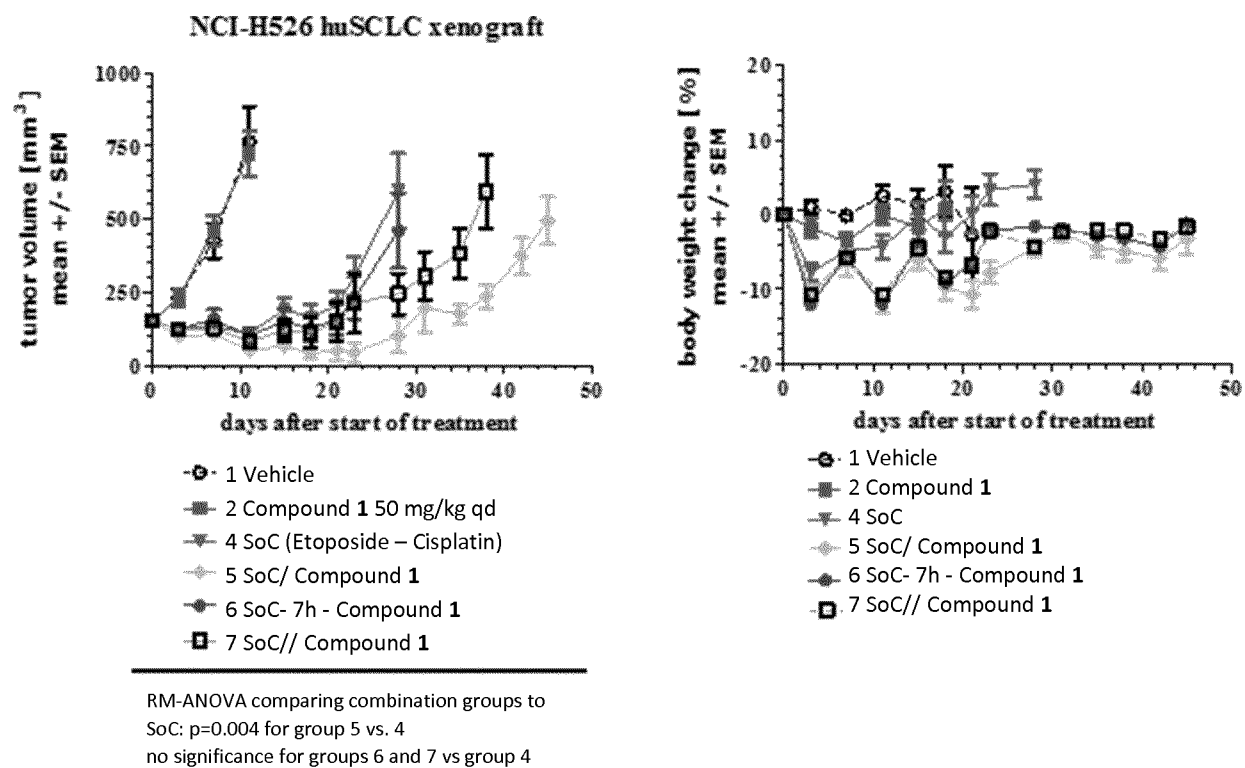 NCI-H526 huSCLC xenograft
tumor volume [mm³]
mean +/- SEM
1000
750
500
250
0
0 10 20 30 40 50
days after start of treatment
1 Vehicle
2 Compound 1 50 mg/kg qd
4 SoC (Etoposide – Cisplatin)
5 SoC/ Compound 1
6 SoC- 7h - Compound 1
7 SoC// Compound 1
RM-ANOVA comparing combination groups to
SoC: p=0.004 for group 5 vs. 4
no significance for groups 6 and 7 vs group 4
body weight change [%]
mean +/- SEM
20
10
0
-10
-20
0 10 20 30 40 50
days after start of treatment
1 Vehicle
2 Compound 1
4 SoC
5 SoC/ Compound 1
6 SoC- 7h - Compound 1
7 SoC// Compound 1